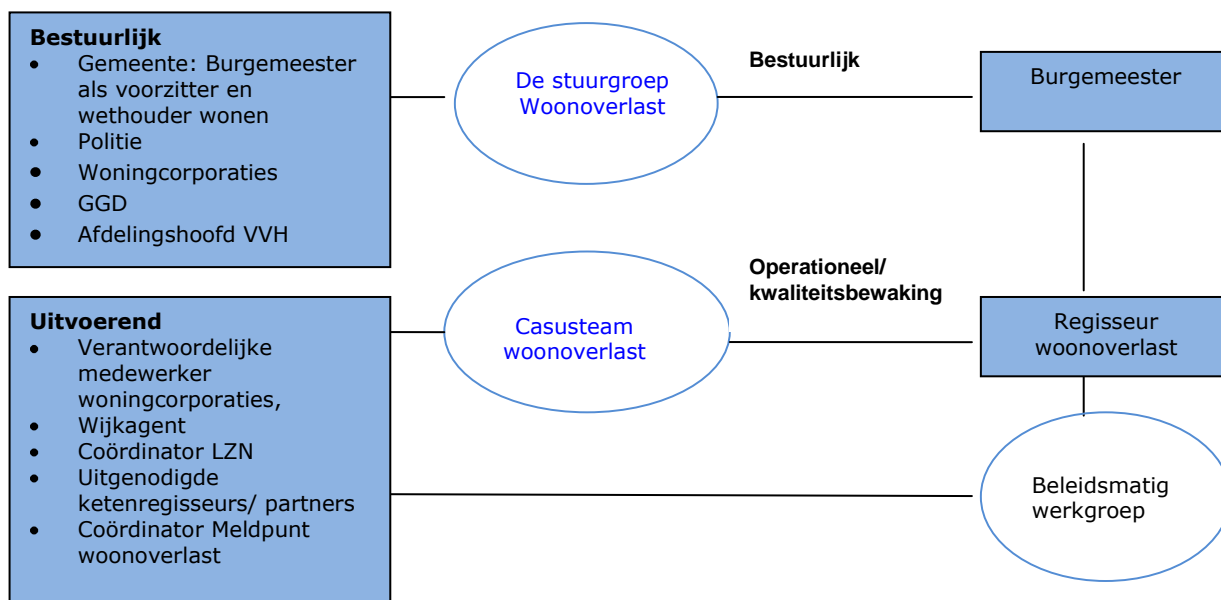 Bestuurlijk
• Gemeente: Burgemeester
als voorzitter en
wethouder wonen
• Politie
• Woningcorporaties
• GGD
• Afdelingshoofd VVH
De stuurgroep
Woonoverlast
Bestuurlijk
Burgemeester
Uitvoerend
• Verantwoordelijke
medewerker
woningcorporaties,
• Wijkagent
• Coördinator LZN
• Uitgenodigde
ketenregisseurs/ partners
• Coördinator Meldpunt
woonoverlast
Casusteam
woonoverlast
Operationeel/
kwaliteitsbewaking
Regisseur
woonoverlast
Beleidsmatig
werkgroep